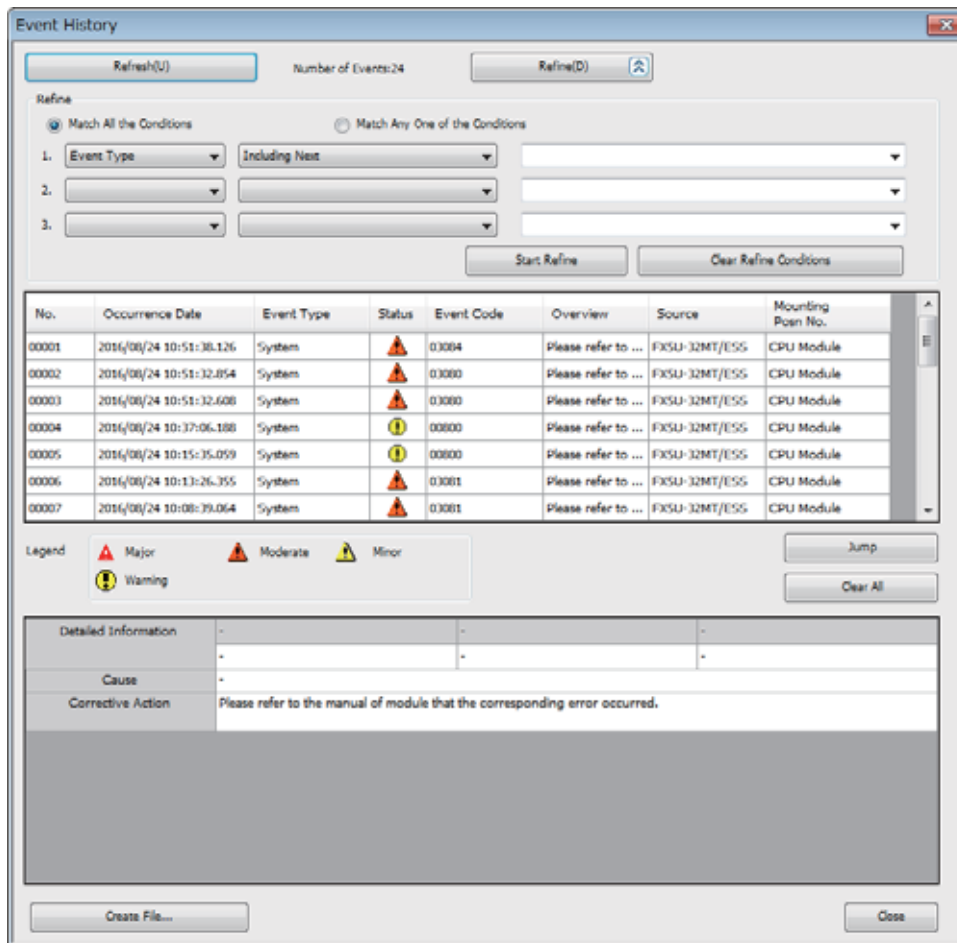 Event History
Refresh(U) Number of Events:24 Refine(D)
Refine
Match All the Conditions Match Any One of the Conditions
1. Event Type Including Next
2.
3.
Start Refine Clear Refine Conditions
No. Occurrence Date Event Type Status Event Code Overview Source Mounting Posn No.
00001 2016/08/24 10:51:38.126 System 03084 Please refer to ... FX5U-32MT/ESS CPU Module
00002 2016/08/24 10:51:32.854 System 03080 Please refer to ... FX5U-32MT/ESS CPU Module
00003 2016/08/24 10:51:32.608 System 03080 Please refer to ... FX5U-32MT/ESS CPU Module
00004 2016/08/24 10:37:06.188 System 00800 Please refer to ... FX5U-32MT/ESS CPU Module
00005 2016/08/24 10:15:35.059 System 00800 Please refer to ... FX5U-32MT/ESS CPU Module
00006 2016/08/24 10:13:26.355 System 03081 Please refer to ... FX5U-32MT/ESS CPU Module
00007 2016/08/24 10:08:39.064 System 03081 Please refer to ... FX5U-32MT/ESS CPU Module
Legend Major Moderate Minor Jump
Warning Clear All
Detailed Information - - -
- - -
Cause -
Corrective Action Please refer to the manual of module that the corresponding error occurred.
Create File... Close